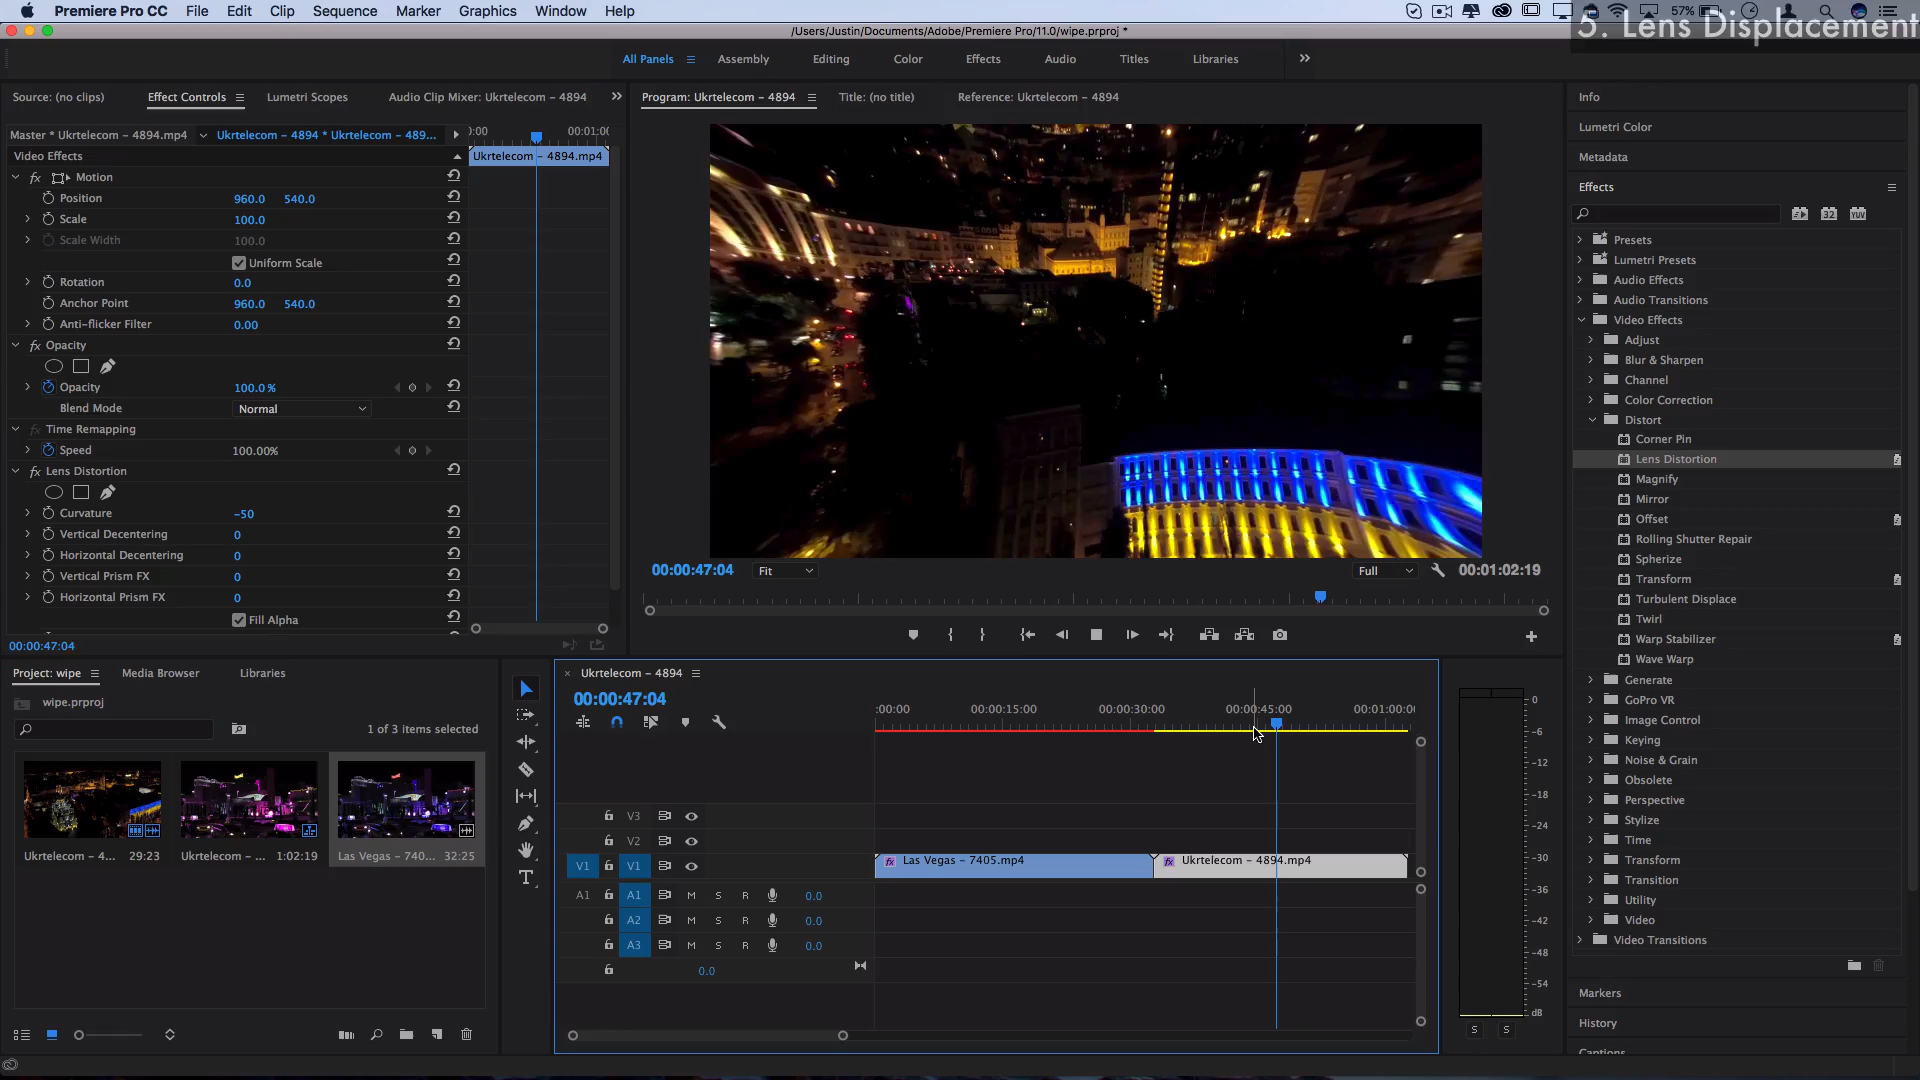 Premiere Pro CC File Edit Clip Sequence Marker Graphics Window Help 57%
5. Lens Displacement
/Users/Justin/Documents/Adobe/Premiere Pro/11.0/wipe.prproj *
All Panels Assembly Editing Color Effects Audio Titles Libraries
Source: (no clips) Effect Controls Lumetri Scopes Audio Clip Mixer: Ukrtelecom – 4894
Program: Ukrtelecom – 4894 Title: (no title) Reference: Ukrtelecom – 4894
Master * Ukrtelecom – 4894.mp4 Ukrtelecom – 4894 * Ukrtelecom – 489... :00 00:01:0
Video Effects Ukrtelecom – 4894.mp4
fx Motion
Position 960.0 540.0
Scale 100.0
Scale Width 100.0
Uniform Scale
Rotation 0.0
Anchor Point 960.0 540.0
Anti-flicker Filter 0.00
fx Opacity
Opacity 100.0 %
Blend Mode Normal
fx Time Remapping
Speed 100.00%
fx Lens Distortion
Curvature -50
Vertical Decentering 0
Horizontal Decentering 0
Vertical Prism FX 0
Horizontal Prism FX 0
Fill Alpha
00:00:47:04
00:00:47:04 Fit Full 00:01:02:19
Info
Lumetri Color
Metadata
Effects
32 YUV
Presets
Lumetri Presets
Audio Effects
Audio Transitions
Video Effects
Adjust
Blur & Sharpen
Channel
Color Correction
Distort
Corner Pin
Lens Distortion
Magnify
Mirror
Offset
Rolling Shutter Repair
Spherize
Transform
Turbulent Displace
Twirl
Warp Stabilizer
Wave Warp
Generate
GoPro VR
Image Control
Keying
Noise & Grain
Obsolete
Perspective
Stylize
Time
Transform
Transition
Utility
Video
Video Transitions
Markers
History
Captions
Project: wipe Media Browser Libraries
wipe.prproj
1 of 3 items selected
Ukrtelecom – 4... 29:23 Ukrtelecom – ... 1:02:19 Las Vegas – 740... 32:25
× Ukrtelecom – 4894
00:00:47:04
:00:00 00:00:15:00 00:00:30:00 00:00:45:00 00:01:00:0
V3
V2
V1 V1 fx Las Vegas – 7405.mp4 fx Ukrtelecom – 4894.mp4
A1 A1 M S R 0.0
A2 M S R 0.0
A3 M S R 0.0
0.0
0
-6
-12
-18
-24
-30
-36
-42
-48
-54
dB
S S